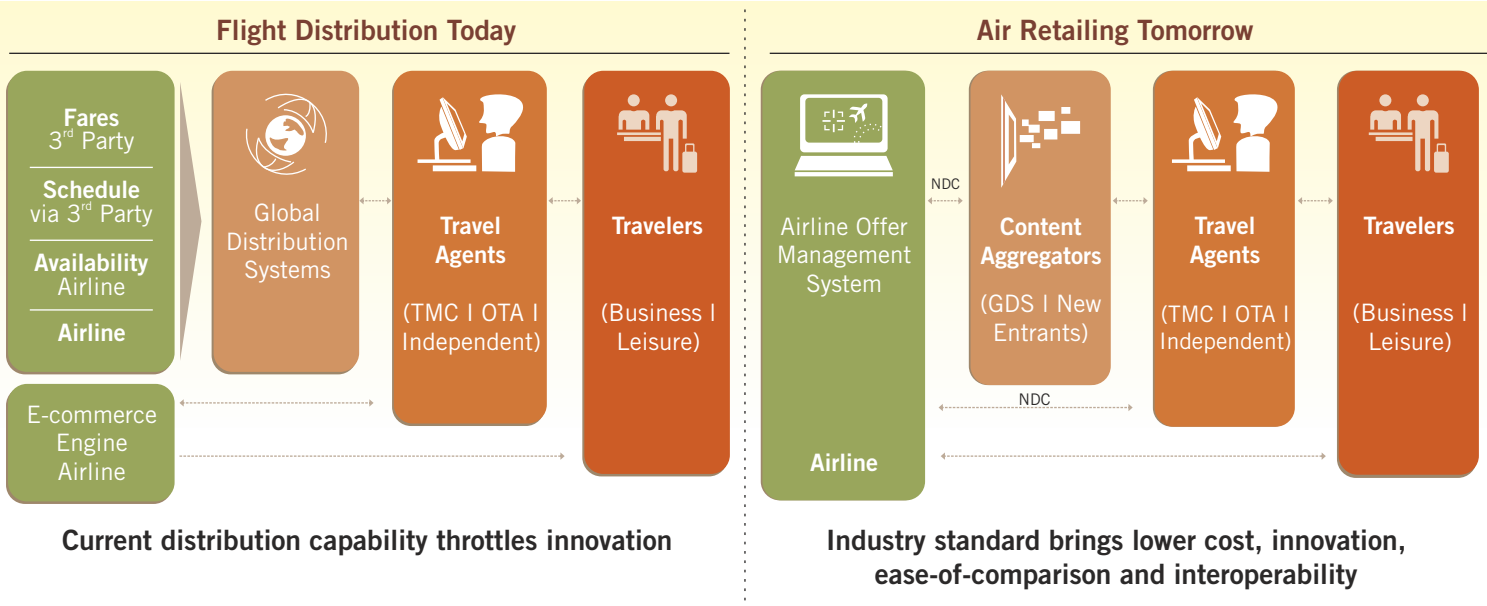 Flight Distribution Today
Fares
3rd Party
Schedule
via 3rd Party
Availability
Airline
Airline
Global
Distribution
Systems
Travel
Agents
(TMC I OTA I
Independent)
Travelers
(Business I
Leisure)
E-commerce
Engine
Airline
Current distribution capability throttles innovation
Air Retailing Tomorrow
Airline Offer
Management
System
Airline
NDC
Content
Aggregators
(GDS I New
Entrants)
NDC
Travel
Agents
(TMC I OTA I
Independent)
Travelers
(Business I
Leisure)
Industry standard brings lower cost, innovation,
ease-of-comparison and interoperability